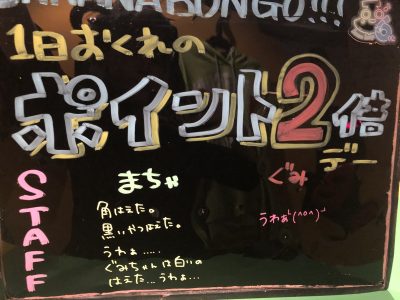 BONGO!!!
1日おくれの
ポイント2倍
デー
STAFF
まちゃ
角はえた。
黒いやつはえた。
うわぁ.....
ぐみちゃんは白いの
はえた...うわぁ...
ぐみ
うわぁ╵(^o^)╯